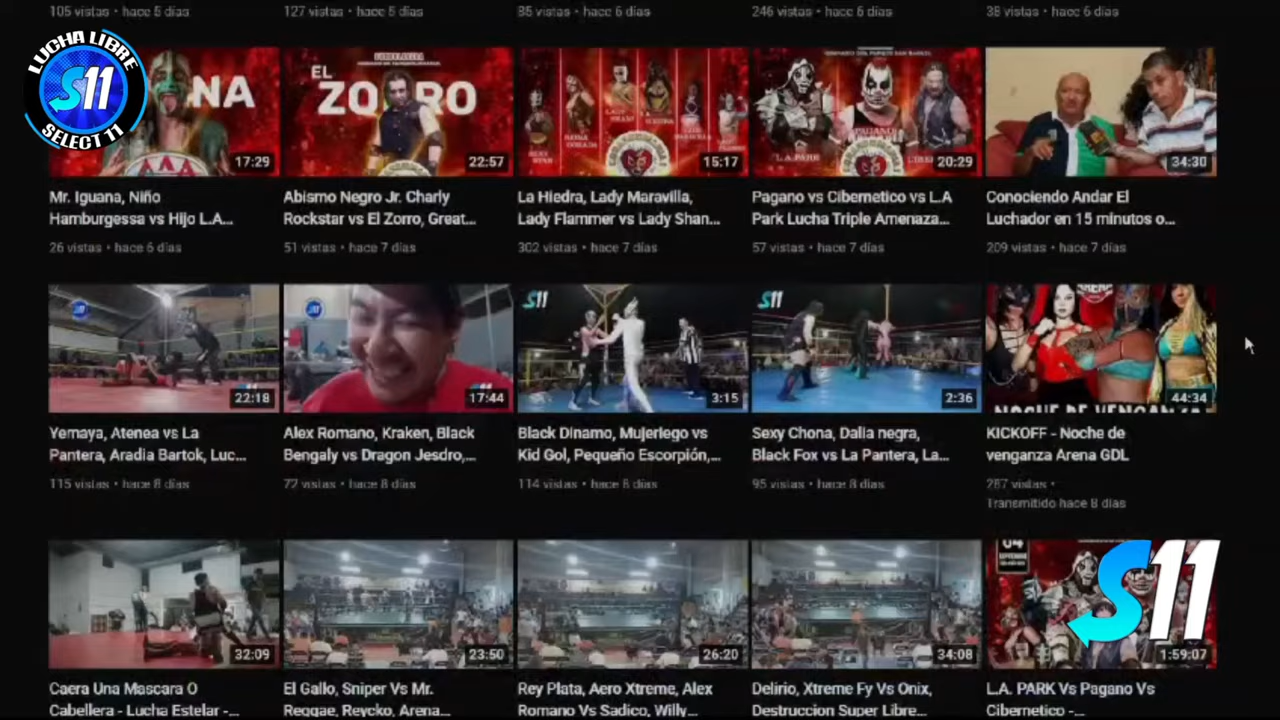 105 vistas • hace 5 días
127 vistas • hace 5 días
85 vistas • hace 6 días
246 vistas • hace 6 días
38 vistas • hace 6 días
LUCHA LIBRE
S11
SELECT 11
NA
17:29
EL
ZORRO
22:57
15:17
L.A. PARK
PAGANO
20:29
34:30
Mr. Iguana, Niño
Hamburgessa vs Hijo L.A...
Abismo Negro Jr. Charly
Rockstar vs El Zorro, Great...
La Hiedra, Lady Maravilla,
Lady Flammer vs Lady Shan...
Pagano vs Cibernetico vs L.A
Park Lucha Triple Amenaza...
Conociendo Andar El
Luchador en 15 minutos o...
26 vistas • hace 6 días
51 vistas • hace 7 días
302 vistas • hace 7 días
57 vistas • hace 7 días
209 vistas • hace 7 días
22:18
17:44
S11
3:15
S11
2:36
ARENA
NOCHE DE VENGANZA
44:34
Yemaya, Atenea vs La
Pantera, Aradia Bartok, Luc...
Alex Romano, Kraken, Black
Bengaly vs Dragon Jesdro,...
Black Dinamo, Mujeriego vs
Kid Gol, Pequeño Escorpión,...
Sexy Chona, Dalia negra,
Black Fox vs La Pantera, La...
KICKOFF - Noche de
venganza Arena GDL
115 vistas • hace 8 días
72 vistas • hace 8 días
114 vistas • hace 8 días
95 vistas • hace 8 días
287 vistas •
Transmitido hace 8 días
32:09
23:50
26:20
34:08
04
S11
1:59:07
Caera Una Mascara O
Cabellera - Lucha Estelar -...
El Gallo, Sniper Vs Mr.
Reggae, Reycko, Arena...
Rey Plata, Aero Xtreme, Alex
Romano Vs Sadico, Willy...
Delirio, Xtreme Fy Vs Onix,
Destruccion Super Libre...
L.A. PARK Vs Pagano Vs
Cibernetico -...